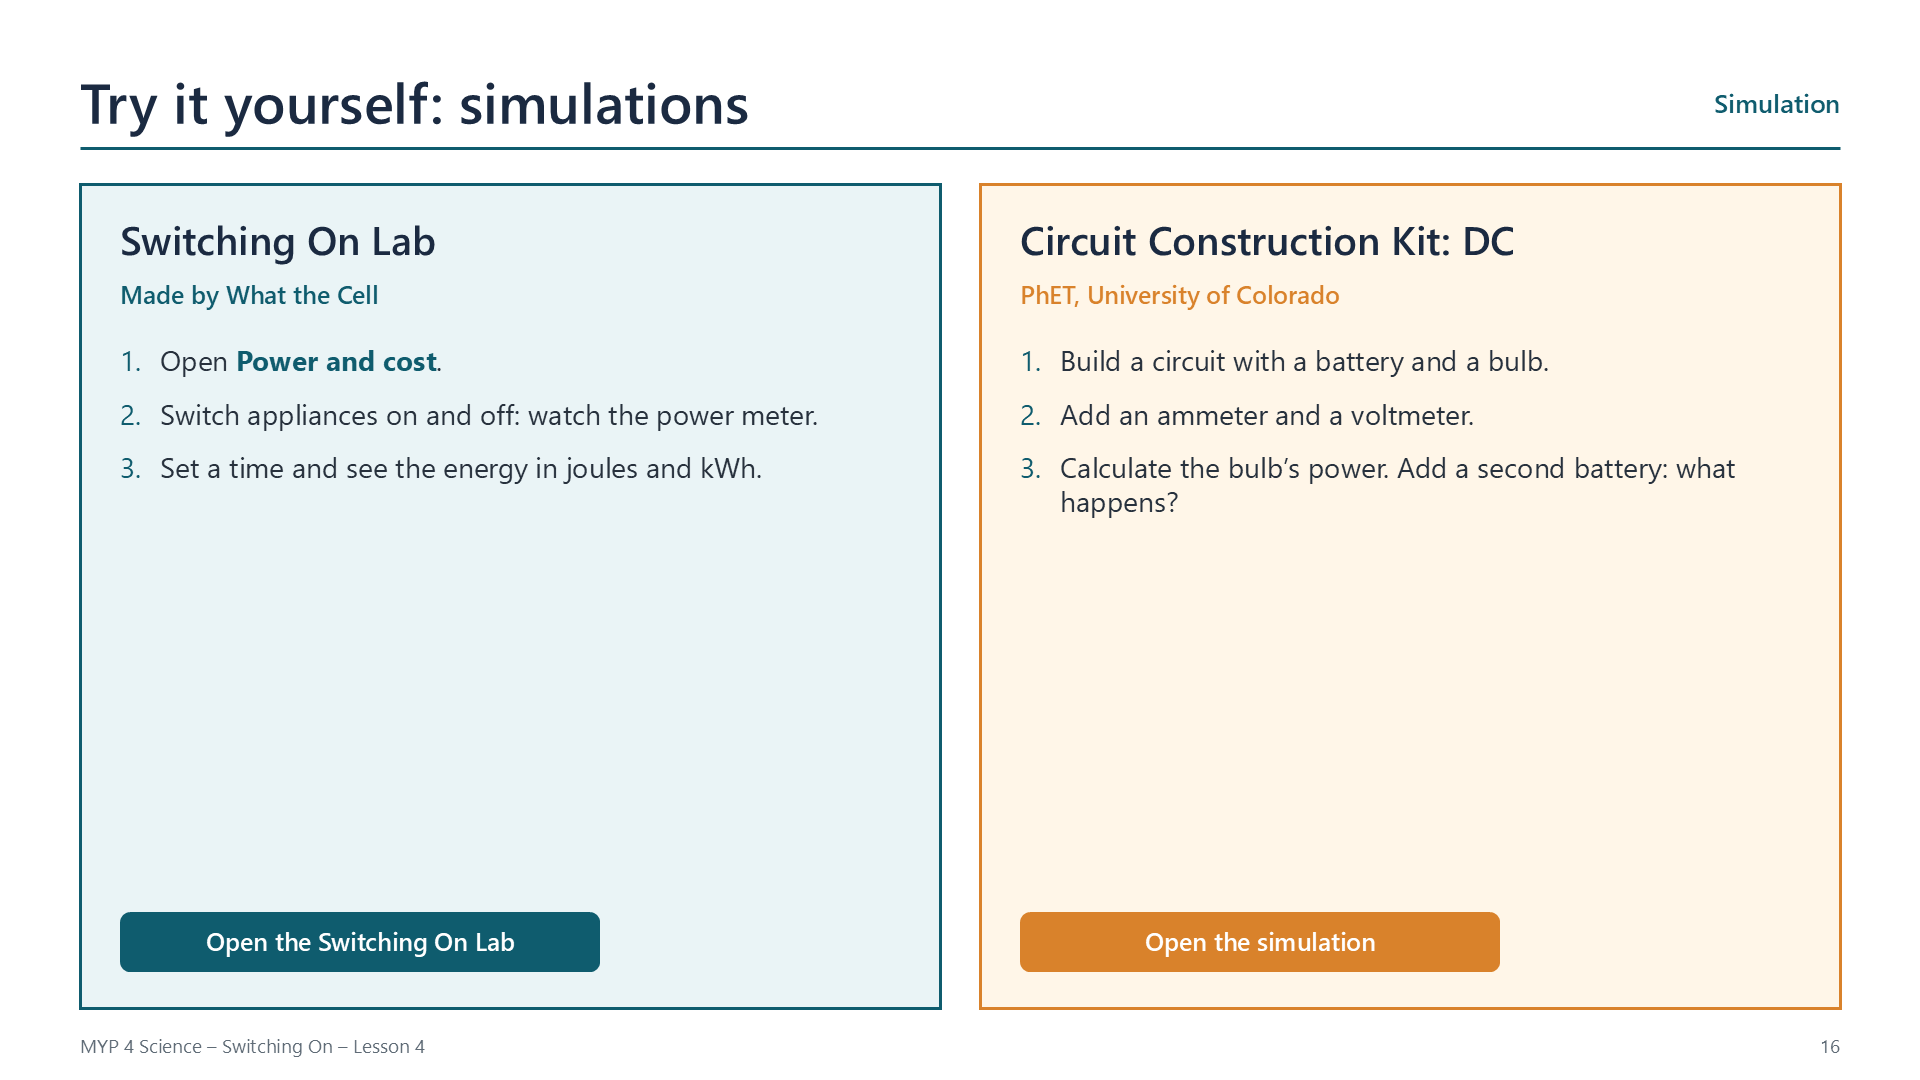 Try it yourself: simulations
Simulation
Switching On Lab
Made by What the Cell
1. Open Power and cost.
2. Switch appliances on and off: watch the power meter.
3. Set a time and see the energy in joules and kWh.
Open the Switching On Lab
Circuit Construction Kit: DC
PhET, University of Colorado
1. Build a circuit with a battery and a bulb.
2. Add an ammeter and a voltmeter.
3. Calculate the bulb’s power. Add a second battery: what
happens?
Open the simulation
MYP 4 Science – Switching On – Lesson 4
16